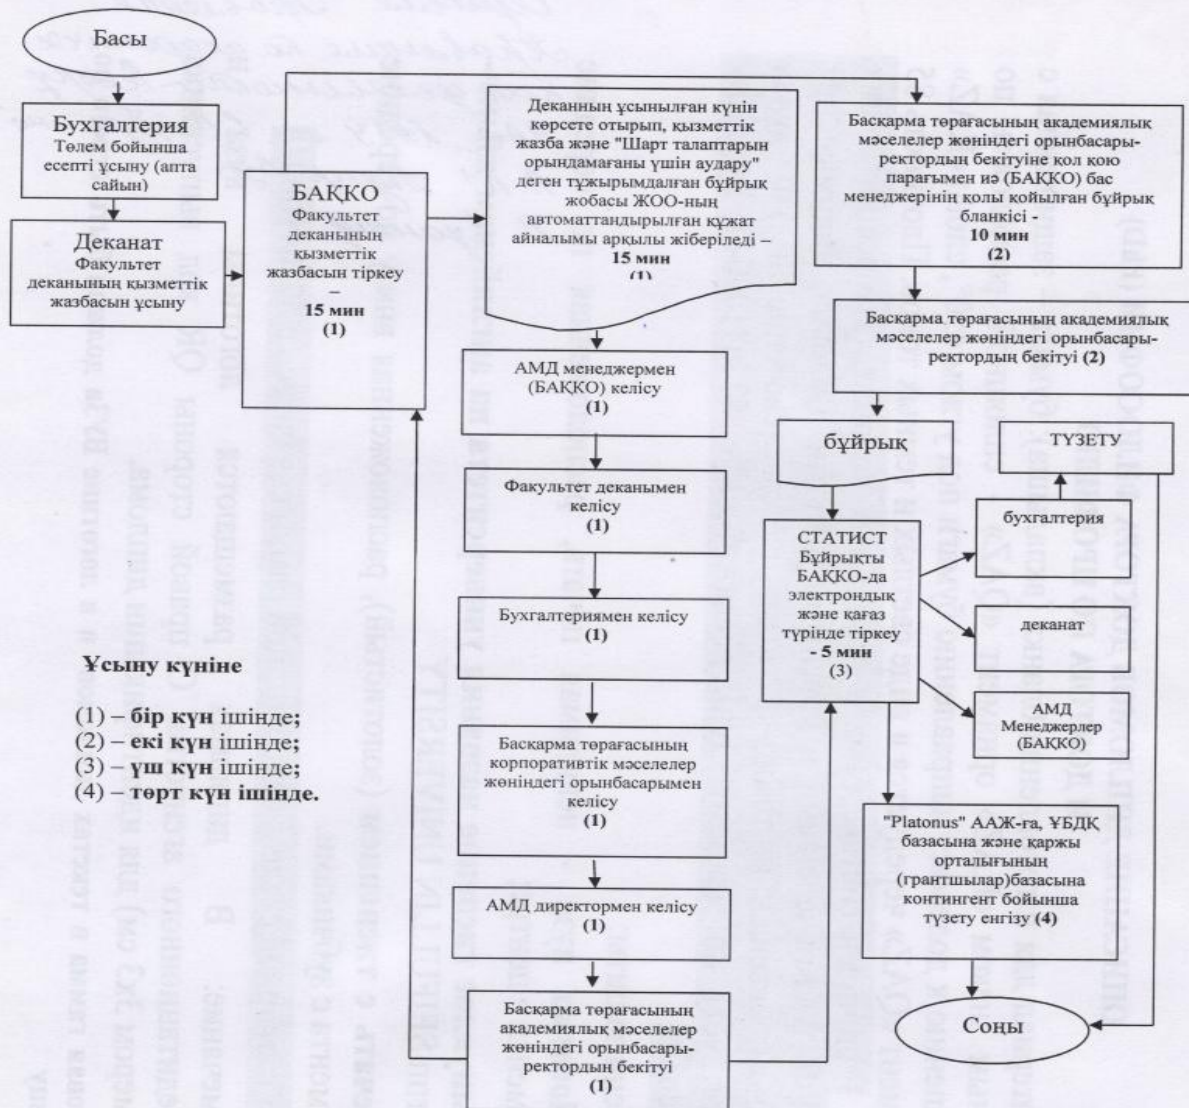 Басы
Бухгалтерия
Төлем бойынша
есепті ұсыну (апта
сайын)
Деканат
Факультет
деканының қызметтік
жазбасын ұсыну
БАҚКО
Факультет
деканының
қызметтік
жазбасын тіркеу
–
15 мин
(1)
Деканның ұсынылған күнін
көрсете отырып, қызметтік
жазба және "Шарт талаптарын
орындамағаны үшін аудару"
деген тұжырымдалған бұйрық
жобасы ЖОО-ның
автоматтандырылған құжат
айналымы арқылы жіберіледі –
15 мин
(1)
АМД менеджермен
(БАҚКО) келісу
(1)
Факультет деканымен
келісу
(1)
Бухгалтериямен келісу
(1)
Басқарма төрағасының
корпоративтік мәселелер
жөніндегі орынбасарымен
келісу
(1)
АМД директормен келісу
(1)
Басқарма төрағасының
академиялық мәселелер
жөніндегі орынбасары-
ректордың бекітуі
(1)
Басқарма төрағасының академиялық
мәселелер жөніндегі орынбасары-
ректордың бекітуіне қол қою
парағымен иә (БАҚКО) бас
менеджерінің қолы қойылған бұйрық
бланкісі -
10 мин
(2)
Басқарма төрағасының академиялық
мәселелер жөніндегі орынбасары-
ректордың бекітуі (2)
бұйрық
ТҮЗЕТУ
СТАТИСТ
Бұйрықты
БАҚКО-да
электрондық
және қағаз
түрінде тіркеу
- 5 мин
(3)
бухгалтерия
деканат
АМД
Менеджерлер
(БАҚКО)
"Platonus" ААЖ-ға, ҰБДҚ
базасына және қаржы
орталығының
(грантшылар)базасына
контингент бойынша
түзету енгізу (4)
Соңы
Ұсыну күніне
(1) – бір күн ішінде;
(2) – екі күн ішінде;
(3) – үш күн ішінде;
(4) – төрт күн ішінде.